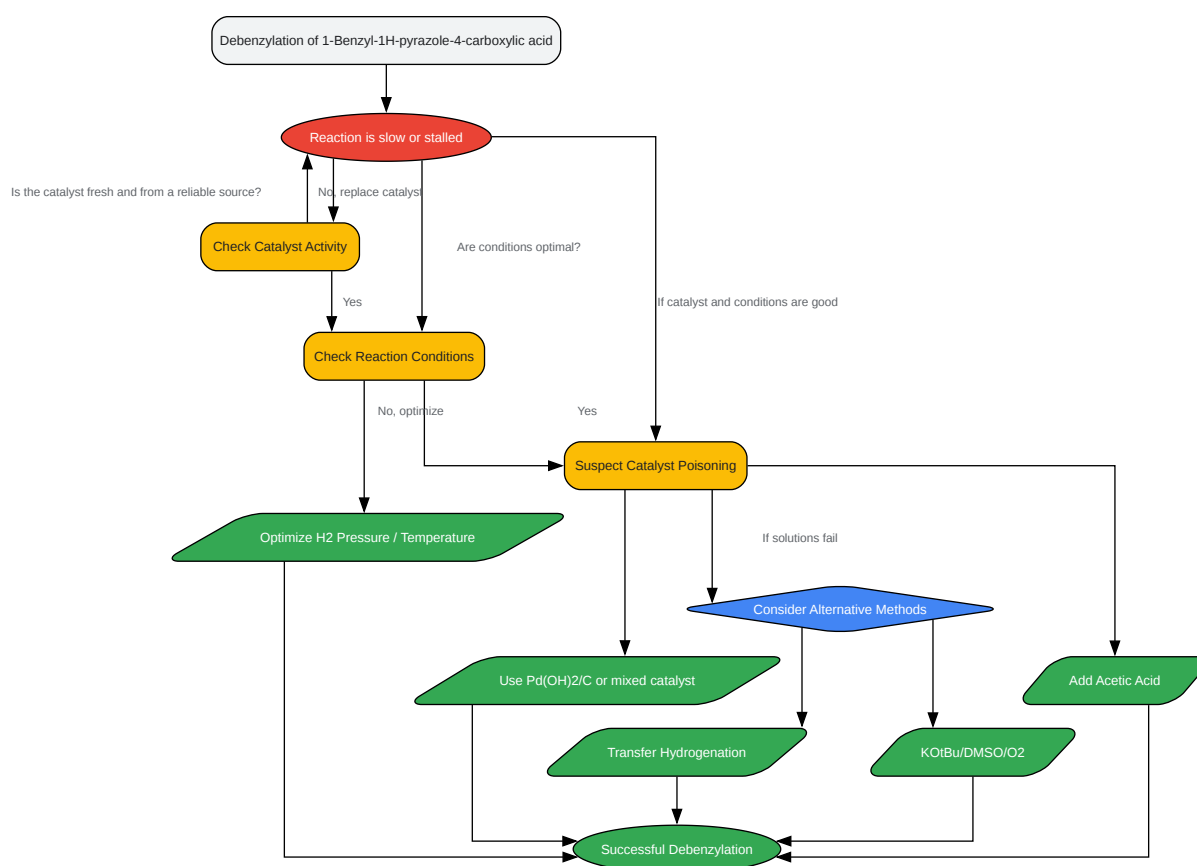 Debenzylation of 1-Benzyl-1H-pyrazole-4-carboxylic acid
Reaction is slow or stalled
Is the catalyst fresh and from a reliable source?
No, replace catalyst
Check Catalyst Activity
Are conditions optimal?
Yes
If catalyst and conditions are good
Check Reaction Conditions
No, optimize
Yes
Suspect Catalyst Poisoning
Optimize H2 Pressure / Temperature
If solutions fail
Consider Alternative Methods
Use Pd(OH)2/C or mixed catalyst
Add Acetic Acid
Transfer Hydrogenation
KOtBu/DMSO/O2
Successful Debenzylation